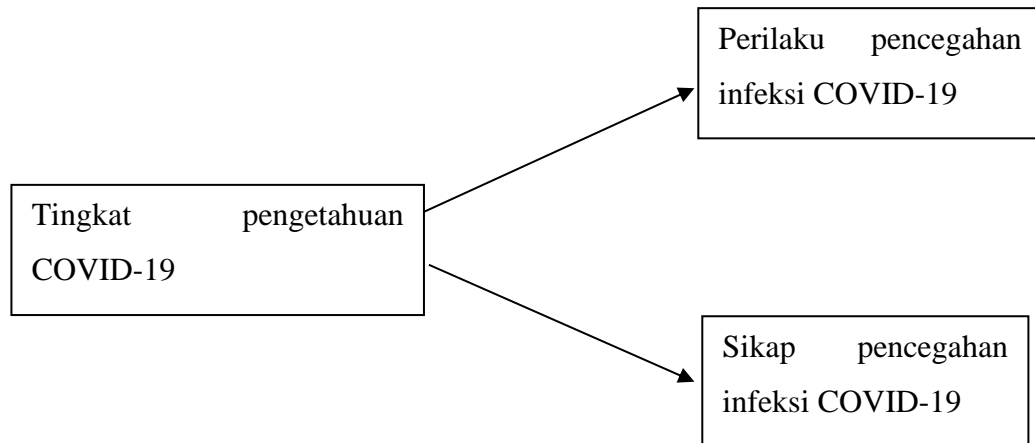 Perilaku pencegahan
infeksi COVID-19
Tingkat pengetahuan
COVID-19
Sikap pencegahan
infeksi COVID-19